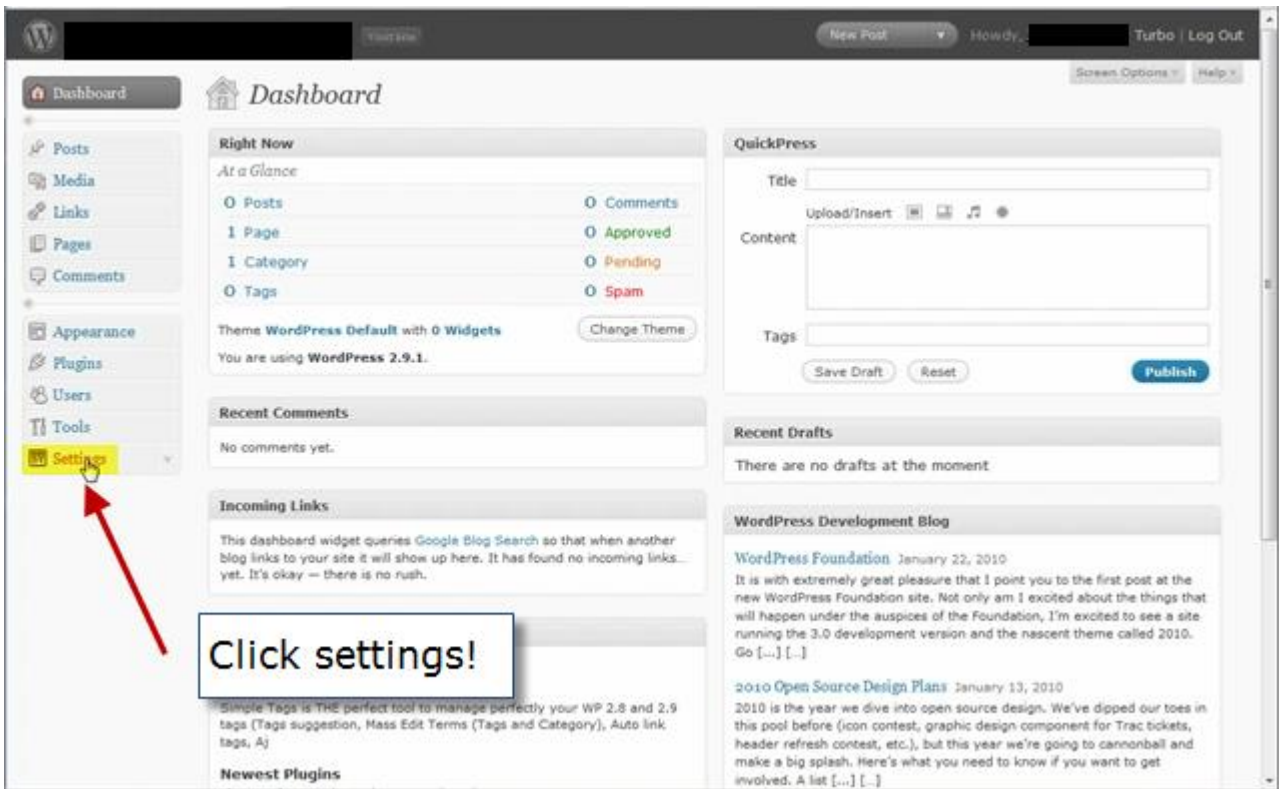 Visit Site
New Post
Howdy,
Turbo | Log Out
Screen Options
Help
Dashboard
Posts
Media
Links
Pages
Comments
Appearance
Plugins
Users
Tools
Settings
Dashboard
Right Now
At a Glance
0 Posts
0 Comments
1 Page
0 Approved
1 Category
0 Pending
0 Tags
0 Spam
Theme WordPress Default with 0 Widgets
Change Theme
You are using WordPress 2.9.1.
Recent Comments
No comments yet.
Incoming Links
This dashboard widget queries Google Blog Search so that when another
blog links to your site it will show up here. It has found no incoming links…
yet. It's okay — there is no rush.
Click settings!
Simple Tags is THE perfect tool to manage perfectly your WP 2.8 and 2.9
tags (Tags suggestion, Mass Edit Terms (Tags and Category), Auto link
tags, Aj
Newest Plugins
QuickPress
Title
Upload/Insert
Content
Tags
Save Draft
Reset
Publish
Recent Drafts
There are no drafts at the moment
WordPress Development Blog
WordPress Foundation January 22, 2010
It is with extremely great pleasure that I point you to the first post at the
new WordPress Foundation site. Not only am I excited about the things that
will happen under the auspices of the Foundation, I'm excited to see a site
running the 3.0 development version and the nascent theme called 2010.
Go [...] […]
2010 Open Source Design Plans January 13, 2010
2010 is the year we dive into open source design. We've dipped our toes in
this pool before (icon contest, graphic design component for Trac tickets,
header refresh contest, etc.), but this year we're going to cannonball and
make a big splash. Here's what you need to know if you want to get
involved. A list [...] […]